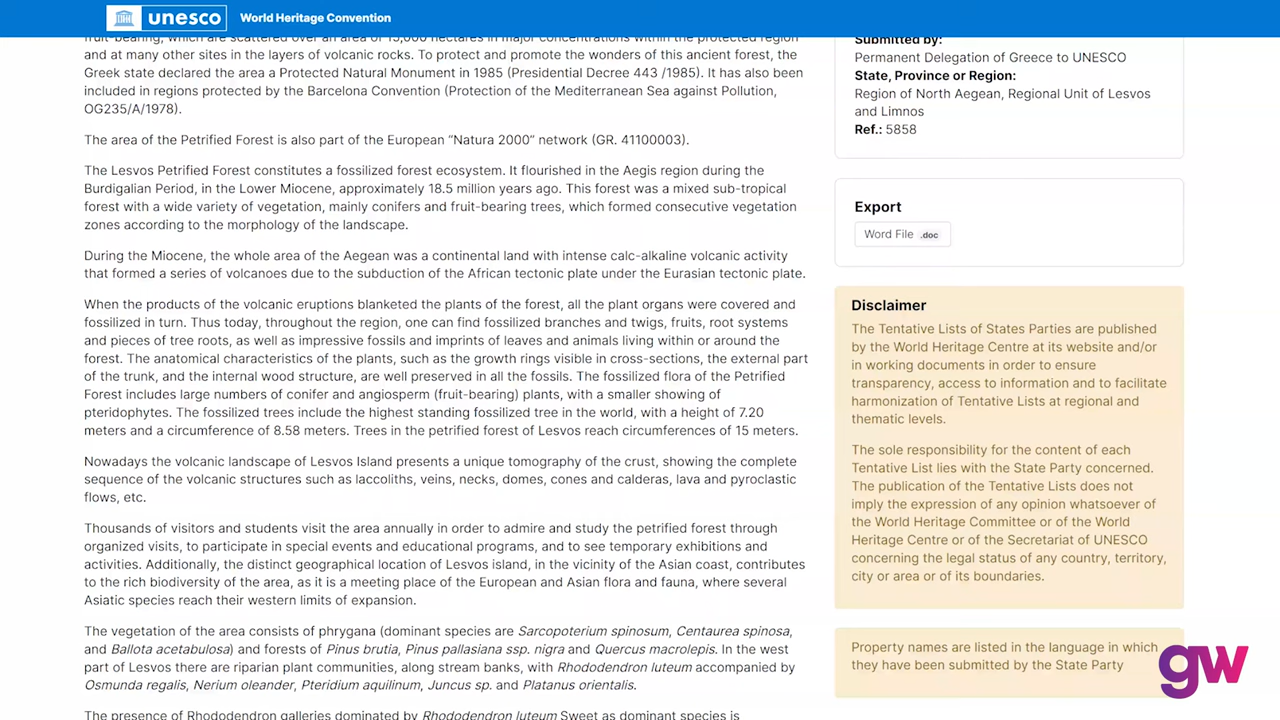 unesco
World Heritage Convention
fruit-bearing, which are scattered over an area of 15,000 hectares in major concentrations within the protected region
and at many other sites in the layers of volcanic rocks. To protect and promote the wonders of this ancient forest, the
Greek state declared the area a Protected Natural Monument in 1985 (Presidential Decree 443 /1985). It has also been
included in regions protected by the Barcelona Convention (Protection of the Mediterranean Sea against Pollution,
OG235/A/1978).
The area of the Petrified Forest is also part of the European “Natura 2000” network (GR. 41100003).
The Lesvos Petrified Forest constitutes a fossilized forest ecosystem. It flourished in the Aegis region during the
Burdigalian Period, in the Lower Miocene, approximately 18.5 million years ago. This forest was a mixed sub-tropical
forest with a wide variety of vegetation, mainly conifers and fruit-bearing trees, which formed consecutive vegetation
zones according to the morphology of the landscape.
During the Miocene, the whole area of the Aegean was a continental land with intense calc-alkaline volcanic activity
that formed a series of volcanoes due to the subduction of the African tectonic plate under the Eurasian tectonic plate.
When the products of the volcanic eruptions blanketed the plants of the forest, all the plant organs were covered and
fossilized in turn. Thus today, throughout the region, one can find fossilized branches and twigs, fruits, root systems
and pieces of tree roots, as well as impressive fossils and imprints of leaves and animals living within or around the
forest. The anatomical characteristics of the plants, such as the growth rings visible in cross-sections, the external part
of the trunk, and the internal wood structure, are well preserved in all the fossils. The fossilized flora of the Petrified
Forest includes large numbers of conifer and angiosperm (fruit-bearing) plants, with a smaller showing of
pteridophytes. The fossilized trees include the highest standing fossilized tree in the world, with a height of 7.20
meters and a circumference of 8.58 meters. Trees in the petrified forest of Lesvos reach circumferences of 15 meters.
Nowadays the volcanic landscape of Lesvos Island presents a unique tomography of the crust, showing the complete
sequence of the volcanic structures such as laccoliths, veins, necks, domes, cones and calderas, lava and pyroclastic
flows, etc.
Thousands of visitors and students visit the area annually in order to admire and study the petrified forest through
organized visits, to participate in special events and educational programs, and to see temporary exhibitions and
activities. Additionally, the distinct geographical location of Lesvos island, in the vicinity of the Asian coast, contributes
to the rich biodiversity of the area, as it is a meeting place of the European and Asian flora and fauna, where several
Asiatic species reach their western limits of expansion.
The vegetation of the area consists of phrygana (dominant species are Sarcopoterium spinosum, Centaurea spinosa,
and Ballota acetabulosa) and forests of Pinus brutia, Pinus pallasiana ssp. nigra and Quercus macrolepis. In the west
part of Lesvos there are riparian plant communities, along stream banks, with Rhododendron luteum accompanied by
Osmunda regalis, Nerium oleander, Pteridium aquilinum, Juncus sp. and Platanus orientalis.
The presence of Rhododendron galleries dominated by Rhododendron luteum Sweet as dominant species is
Submitted by:
Permanent Delegation of Greece to UNESCO
State, Province or Region:
Region of North Aegean, Regional Unit of Lesvos
and Limnos
Ref.: 5858
Export
Word File .doc
Disclaimer
The Tentative Lists of States Parties are published
by the World Heritage Centre at its website and/or
in working documents in order to ensure
transparency, access to information and to facilitate
harmonization of Tentative Lists at regional and
thematic levels.
The sole responsibility for the content of each
Tentative List lies with the State Party concerned.
The publication of the Tentative Lists does not
imply the expression of any opinion whatsoever of
the World Heritage Committee or of the World
Heritage Centre or of the Secretariat of UNESCO
concerning the legal status of any country, territory,
city or area or of its boundaries.
Property names are listed in the language in which
they have been submitted by the State Party
gw